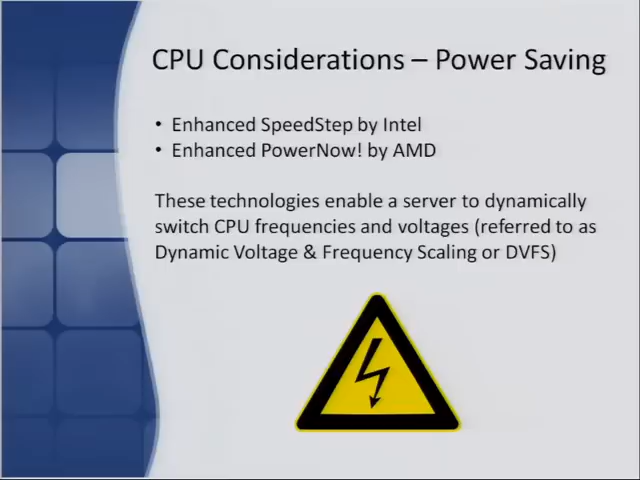 CPU Considerations – Power Saving
• Enhanced SpeedStep by Intel
• Enhanced PowerNow! by AMD
These technologies enable a server to dynamically
switch CPU frequencies and voltages (referred to as
Dynamic Voltage & Frequency Scaling or DVFS)